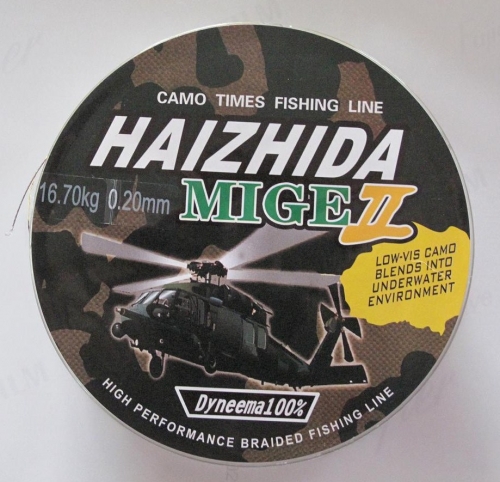 CAMO TIMES FISHING LINE
HAIZHIDA
16.70kg 0.20mm
MIGE II
LOW-VIS CAMO
BLENDS INTO
UNDERWATER
ENVIRONMENT
Dyneema100%
HIGH PERFORMANCE BRAIDED FISHING LINE